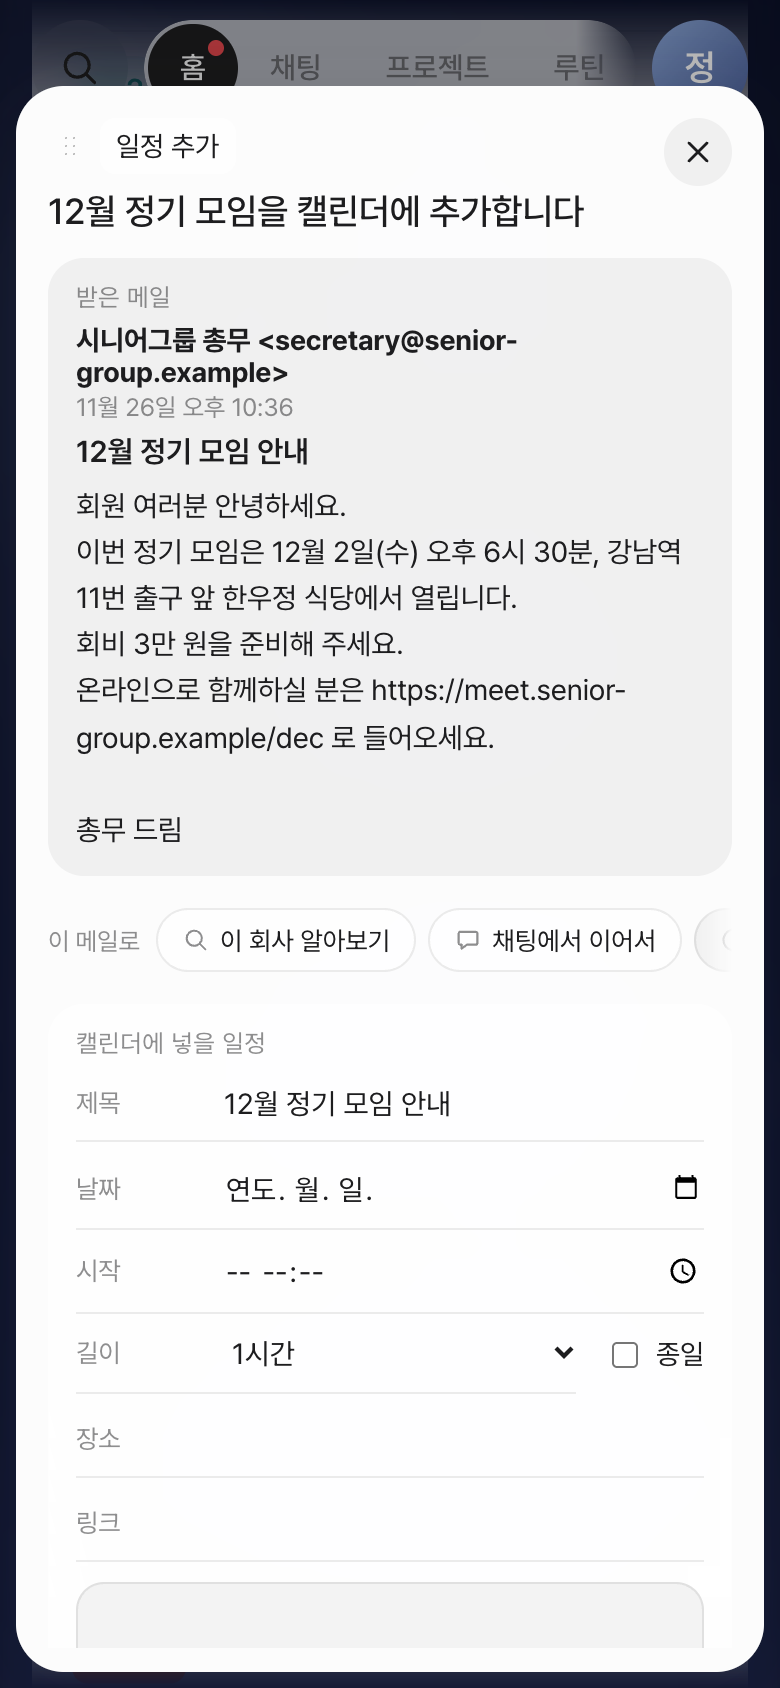 홈
채팅
프로젝트
루틴
정
일정 추가
12월 정기 모임을 캘린더에 추가합니다
받은 메일
시니어그룹 총무 <secretary@senior-
group.example>
11월 26일 오후 10:36
12월 정기 모임 안내
회원 여러분 안녕하세요.
이번 정기 모임은 12월 2일(수) 오후 6시 30분, 강남역
11번 출구 앞 한우정 식당에서 열립니다.
회비 3만 원을 준비해 주세요.
온라인으로 함께하실 분은 https://meet.senior-
group.example/dec 로 들어오세요.
총무 드림
이 메일로
이 회사 알아보기
채팅에서 이어서
캘린더에 넣을 일정
제목
12월 정기 모임 안내
날짜
연도. 월. 일.
시작
-- --:--
길이
1시간
종일
장소
링크